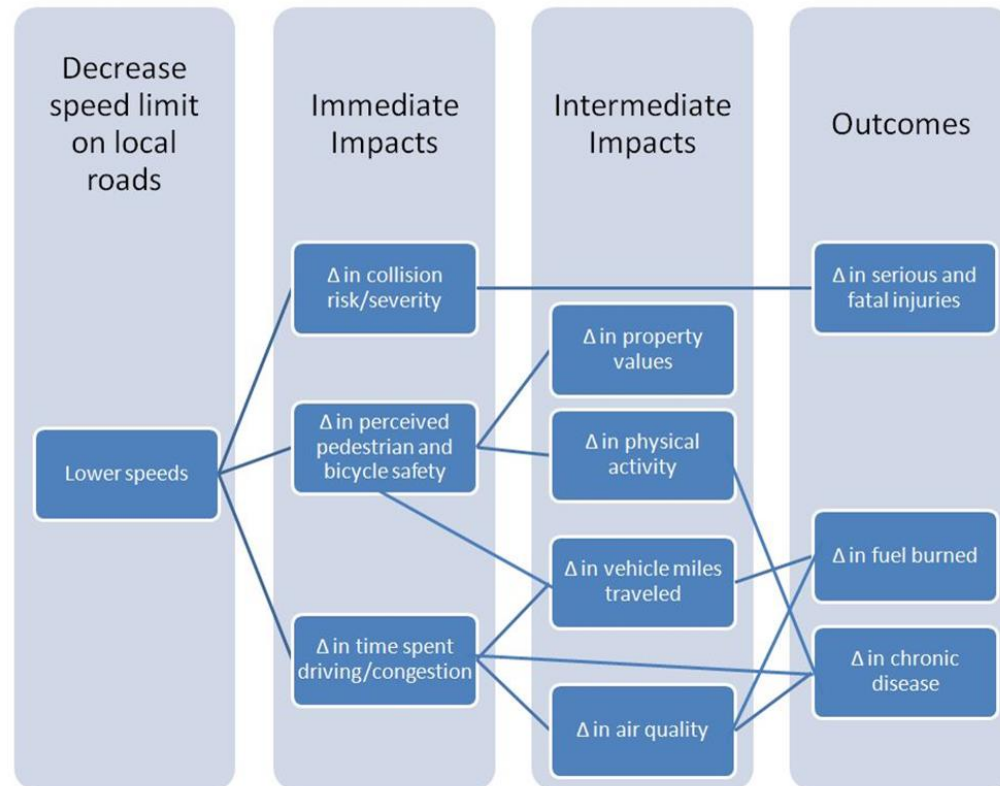 Decrease
speed limit
on local
roads
Lower speeds
Immediate
Impacts
Δ in collision
risk/severity
Δ in perceived
pedestrian and
bicycle safety
Δ in time spent
driving/congestion
Intermediate
Impacts
Δ in property
values
Δ in physical
activity
Δ in vehicle miles
traveled
Δ in air quality
Outcomes
Δ in serious and
fatal injuries
Δ in fuel burned
Δ in chronic
disease